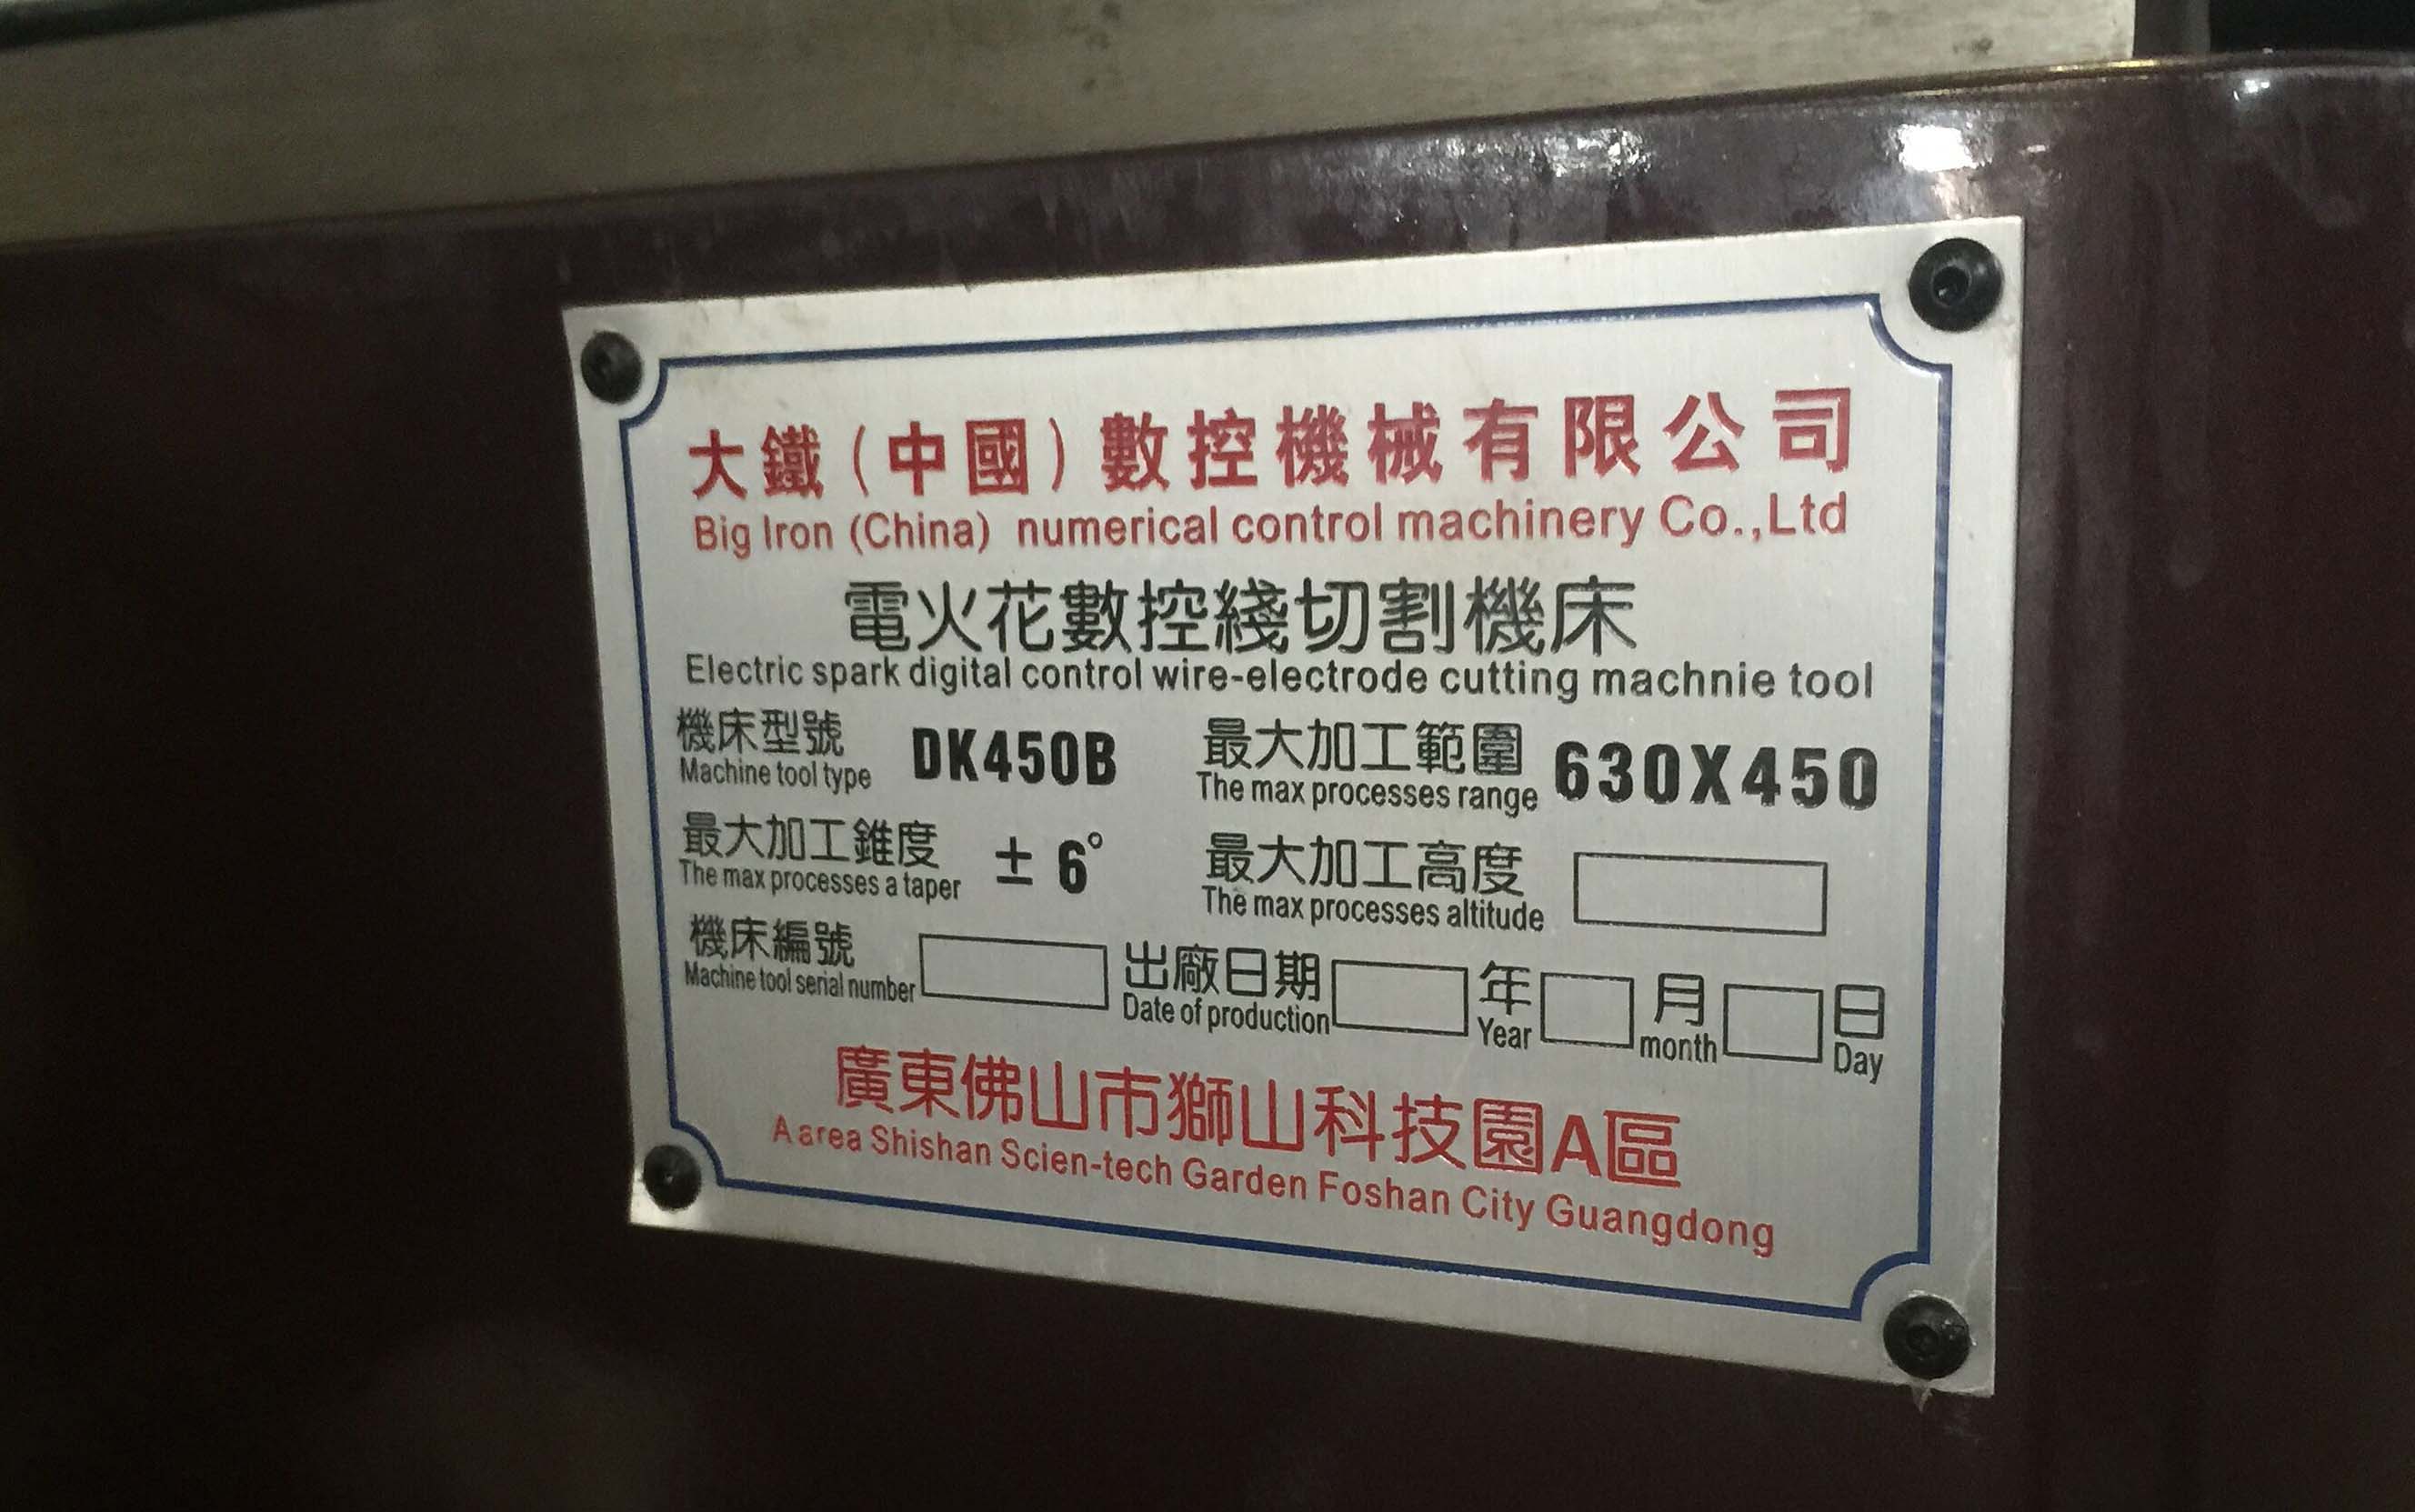 大鐵(中國)數控機械有限公司
Big Iron (China) numerical control machinery Co.,Ltd
電火花數控綫切割機床
Electric spark digital control wire-electrode cutting machnie tool
機床型號 DK450B 最大加工範圍 630X450
Machine tool type The max processes range
最大加工錐度 ± 6° 最大加工高度
The max processes a taper The max processes altitude
機床編號 出廠日期 年 月 日
Machine tool serial number Date of production Year month Day
廣東佛山市獅山科技園A區
A area Shishan Scien-tech Garden Foshan City Guangdong